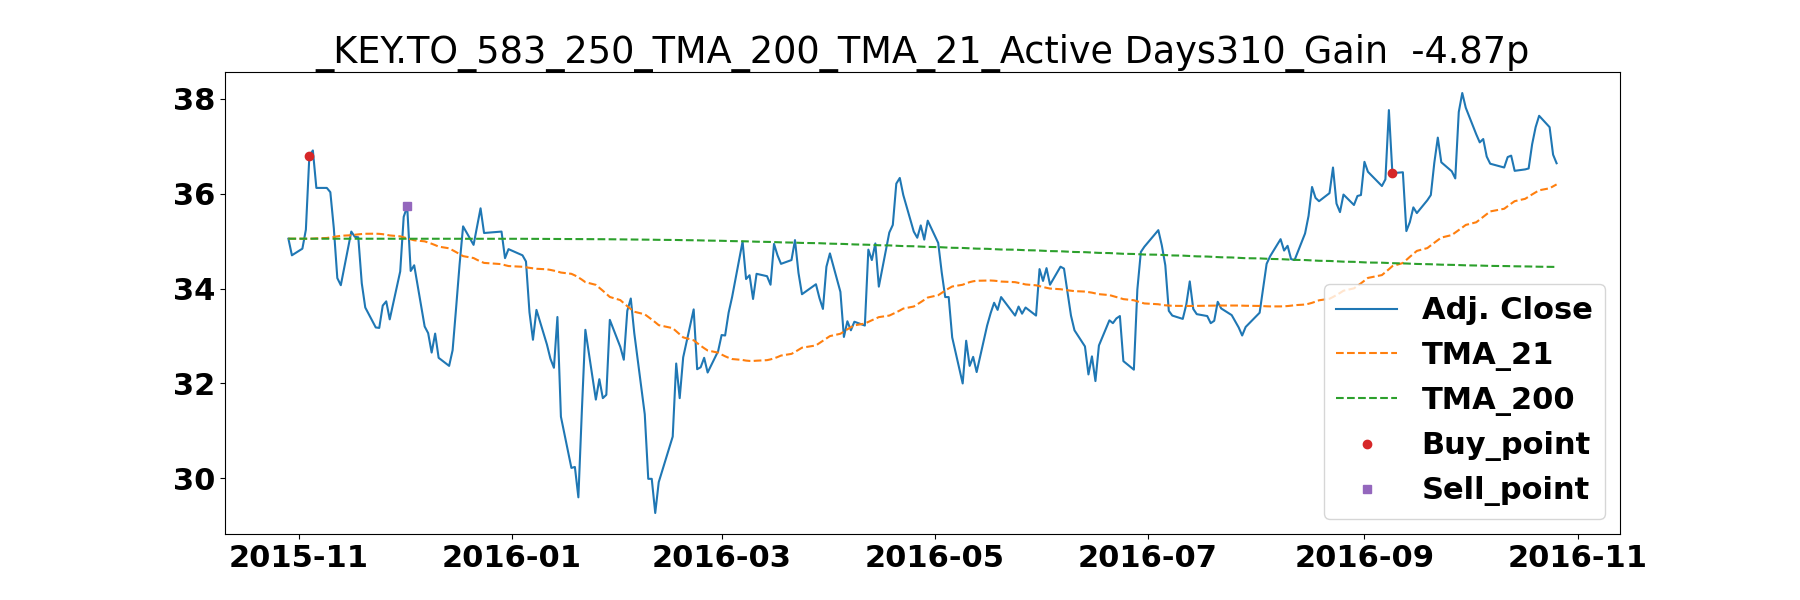 _KEY.TO_583_250_TMA_200_TMA_21_Active Days310_Gain  -4.87p
38
36
34
32
30
2015-11 2016-01 2016-03 2016-05 2016-07 2016-09 2016-11
Adj. Close
TMA_21
TMA_200
Buy_point
Sell_point